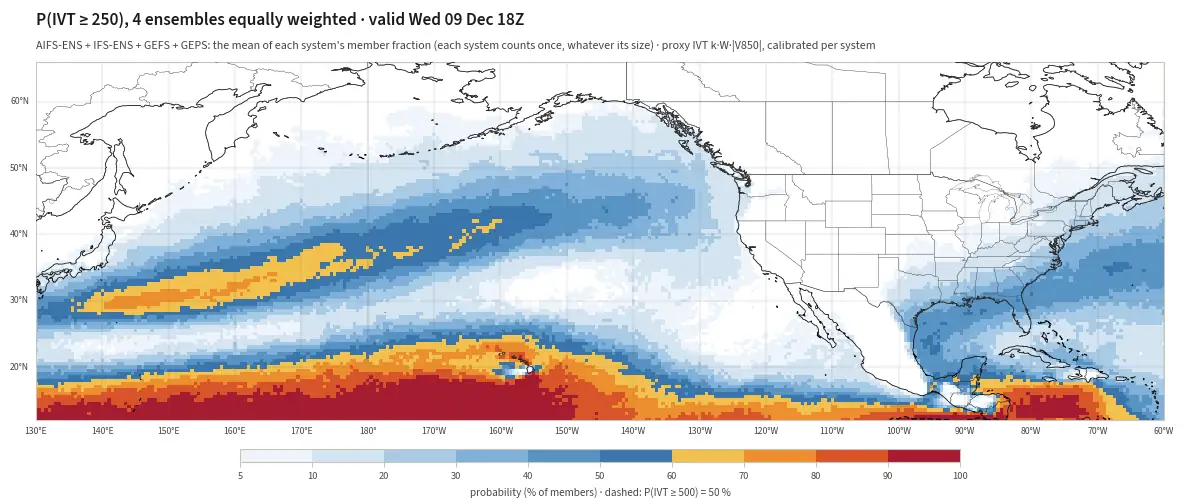 P(IVT ≥ 250), 4 ensembles equally weighted · valid Wed 09 Dec 18Z
AIFS-ENS + IFS-ENS + GEFS + GEPS: the mean of each system's member fraction (each system counts once, whatever its size) · proxy IVT k·W·|V850|, calibrated per system
60°N
50°N
40°N
30°N
20°N
130°E 140°E 150°E 160°E 170°E 180° 170°W 160°W 150°W 140°W 130°W 120°W 110°W 100°W 90°W 80°W 70°W 60°W
5 10 20 30 40 50 60 70 80 90 100
probability (% of members) · dashed: P(IVT ≥ 500) = 50 %